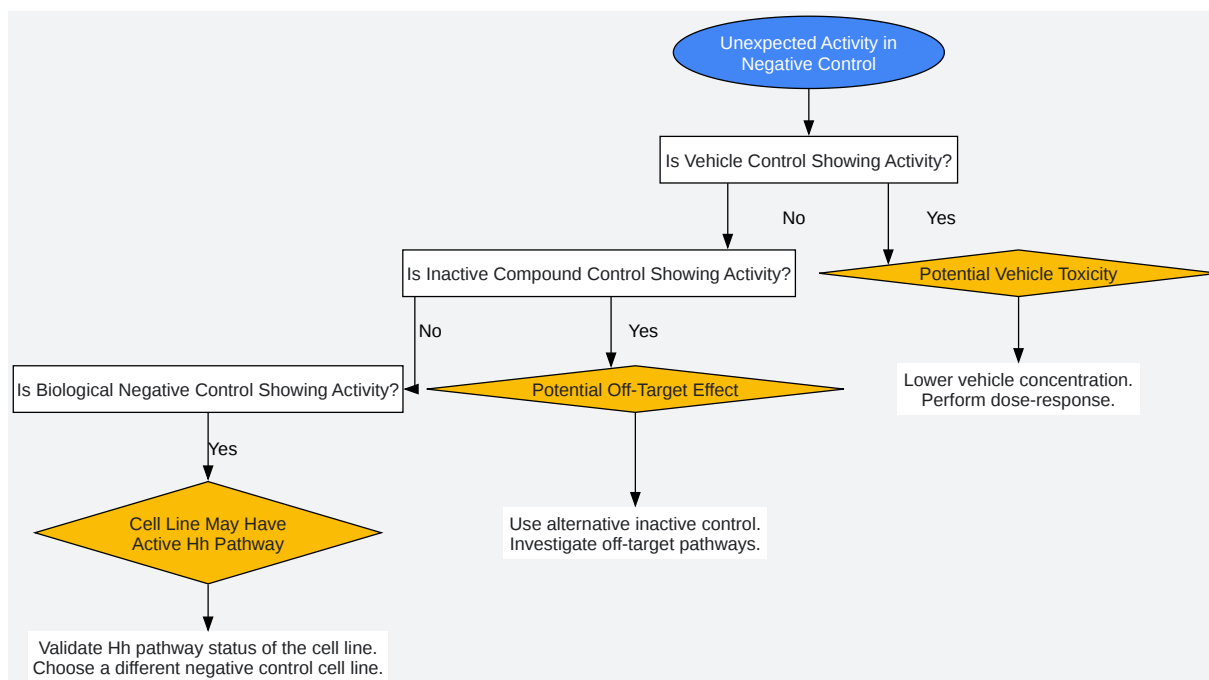 Unexpected Activity in
Negative Control
Is Vehicle Control Showing Activity?
No
Yes
Is Inactive Compound Control Showing Activity?
Potential Vehicle Toxicity
No
Yes
Is Biological Negative Control Showing Activity?
Potential Off-Target Effect
Lower vehicle concentration.
Perform dose-response.
Yes
Cell Line May Have
Active Hh Pathway
Use alternative inactive control.
Investigate off-target pathways.
Validate Hh pathway status of the cell line.
Choose a different negative control cell line.